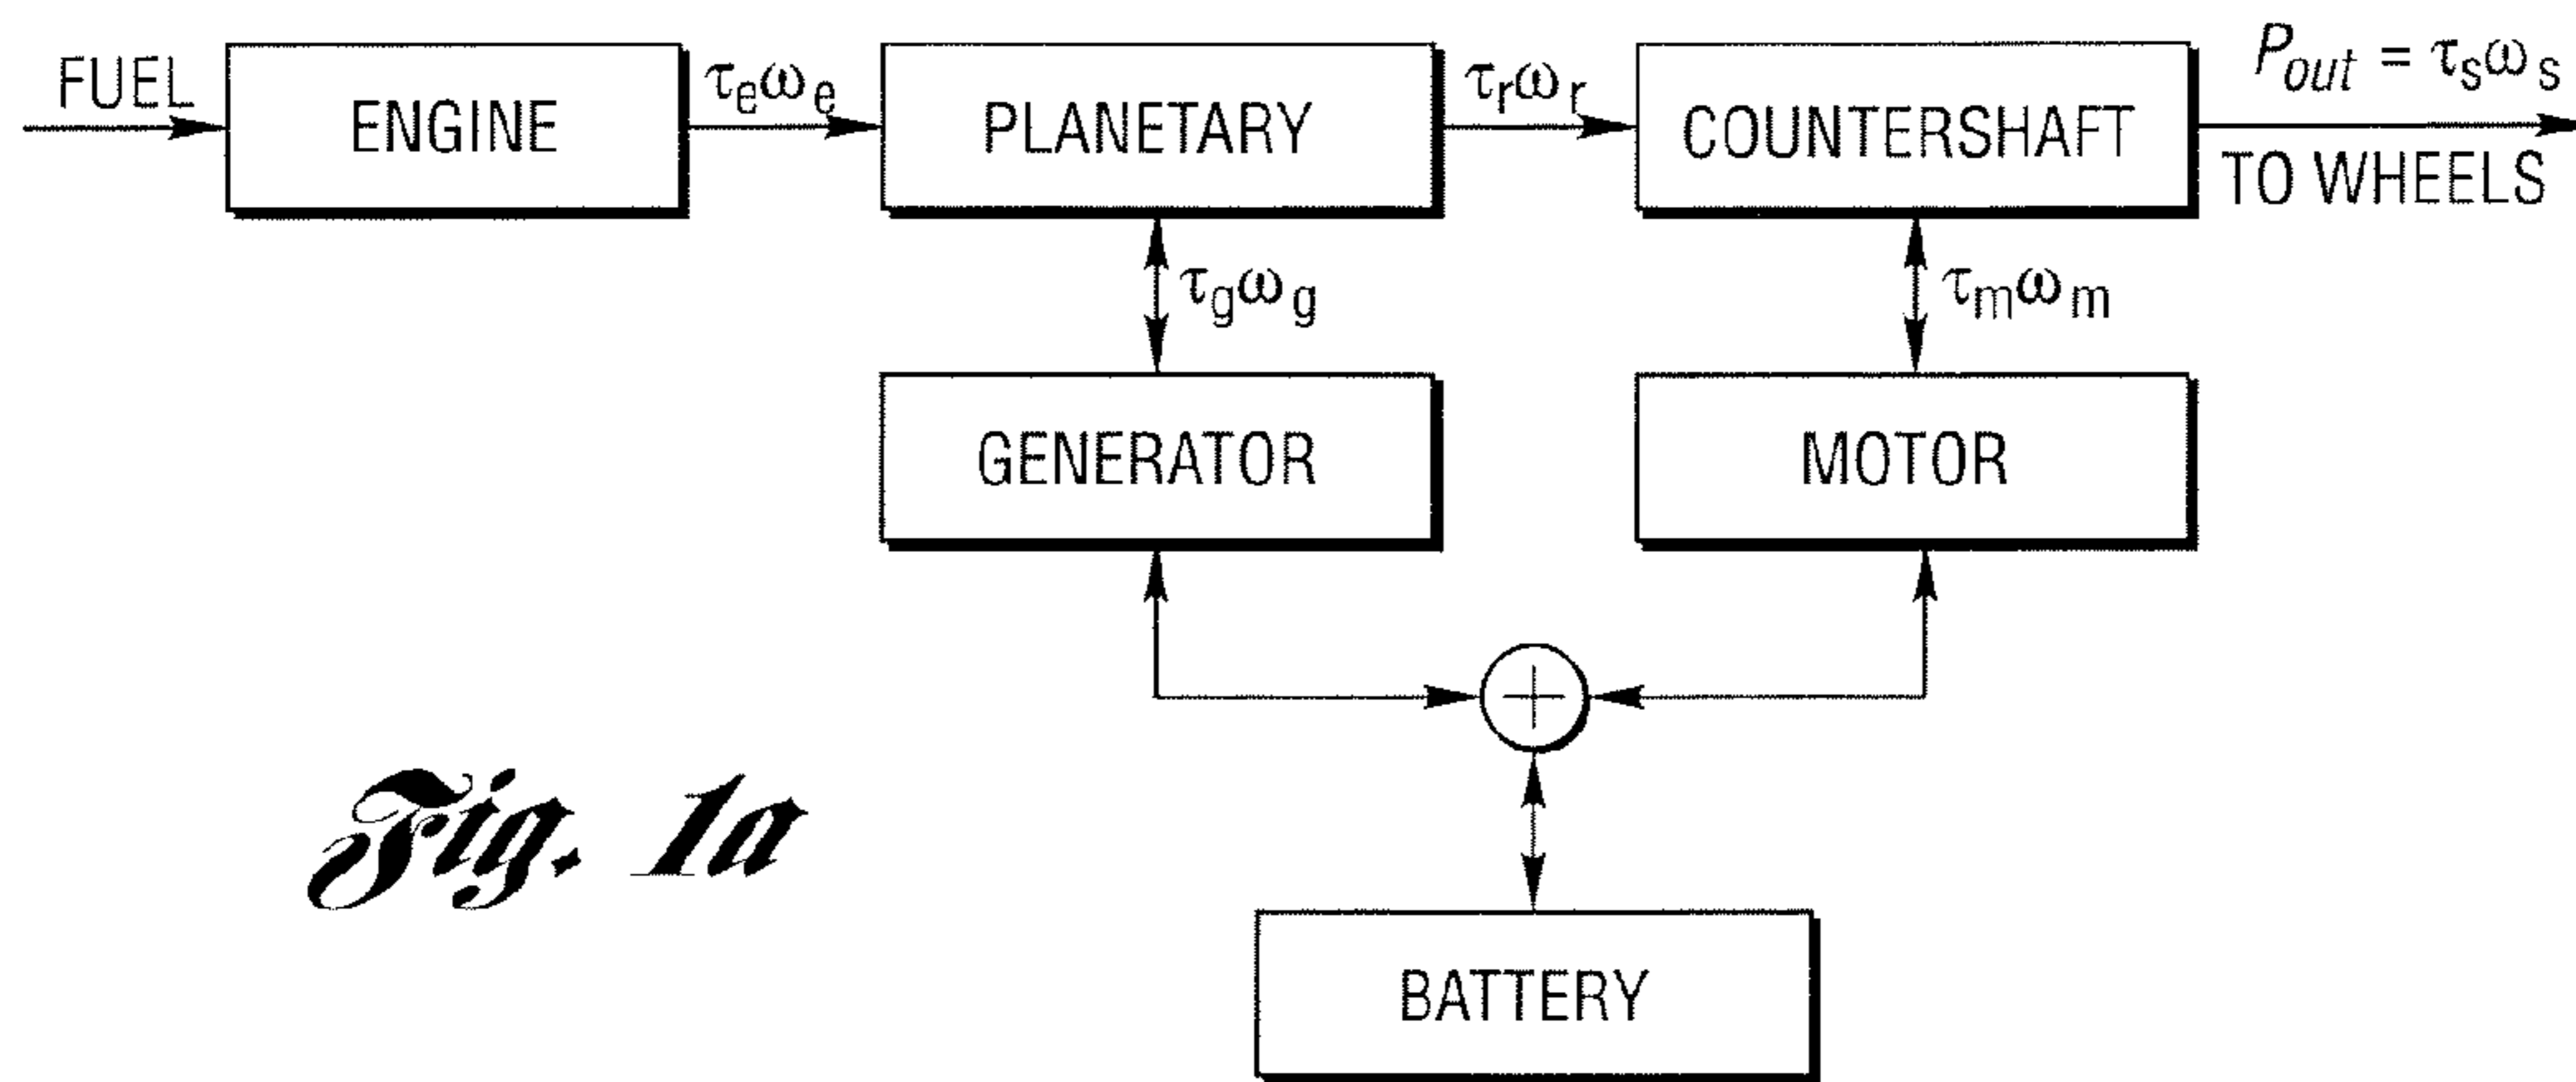 FUEL
ENGINE
τeωe
PLANETARY
τrωr
COUNTERSHAFT
Pout = τsωs
TO WHEELS
τgωg
τmωm
GENERATOR
MOTOR
+
Fig. 1a
BATTERY